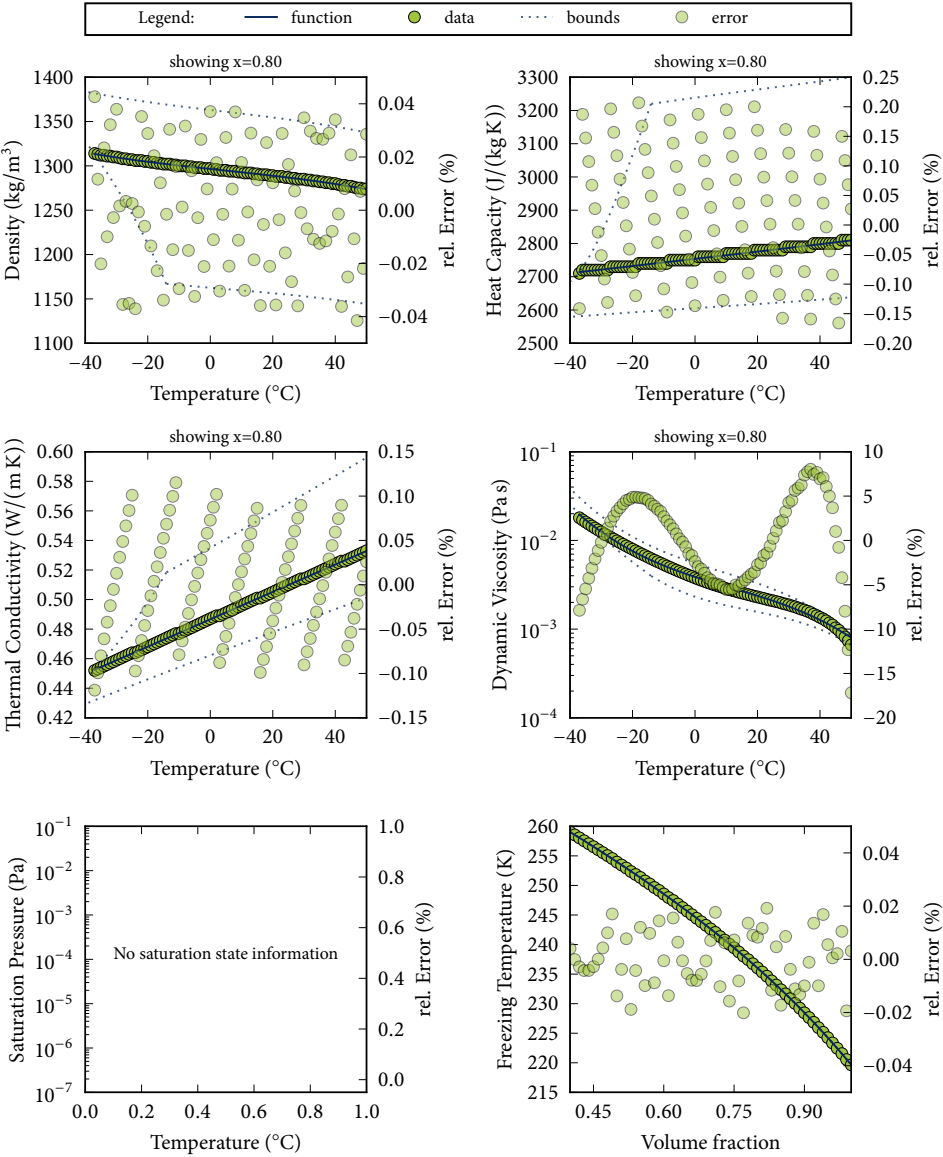 Legend: function data bounds error
showing x=0.80
1400
1350
1300
1250
1200
1150
1100
Density (kg/m³)
0.04
0.02
0.00
−0.02
−0.04
rel. Error (%)
−40 −20 0 20 40
Temperature (°C)
showing x=0.80
3300
3200
3100
3000
2900
2800
2700
2600
2500
Heat Capacity (J/(kg K))
0.25
0.20
0.15
0.10
0.05
0.00
−0.05
−0.10
−0.15
−0.20
rel. Error (%)
−40 −20 0 20 40
Temperature (°C)
showing x=0.80
0.60
0.58
0.56
0.54
0.52
0.50
0.48
0.46
0.44
0.42
Thermal Conductivity (W/(m K))
0.15
0.10
0.05
0.00
−0.05
−0.10
−0.15
rel. Error (%)
−40 −20 0 20 40
Temperature (°C)
showing x=0.80
10⁻¹
10⁻²
10⁻³
10⁻⁴
Dynamic Viscosity (Pa s)
10
5
0
−5
−10
−15
−20
rel. Error (%)
−40 −20 0 20 40
Temperature (°C)
10⁻¹
10⁻²
10⁻³
10⁻⁴
10⁻⁵
10⁻⁶
10⁻⁷
Saturation Pressure (Pa)
No saturation state information
1.0
0.8
0.6
0.4
0.2
0.0
rel. Error (%)
0.0 0.2 0.4 0.6 0.8 1.0
Temperature (°C)
260
255
250
245
240
235
230
225
220
215
Freezing Temperature (K)
0.04
0.02
0.00
−0.02
−0.04
rel. Error (%)
0.45 0.60 0.75 0.90
Volume fraction